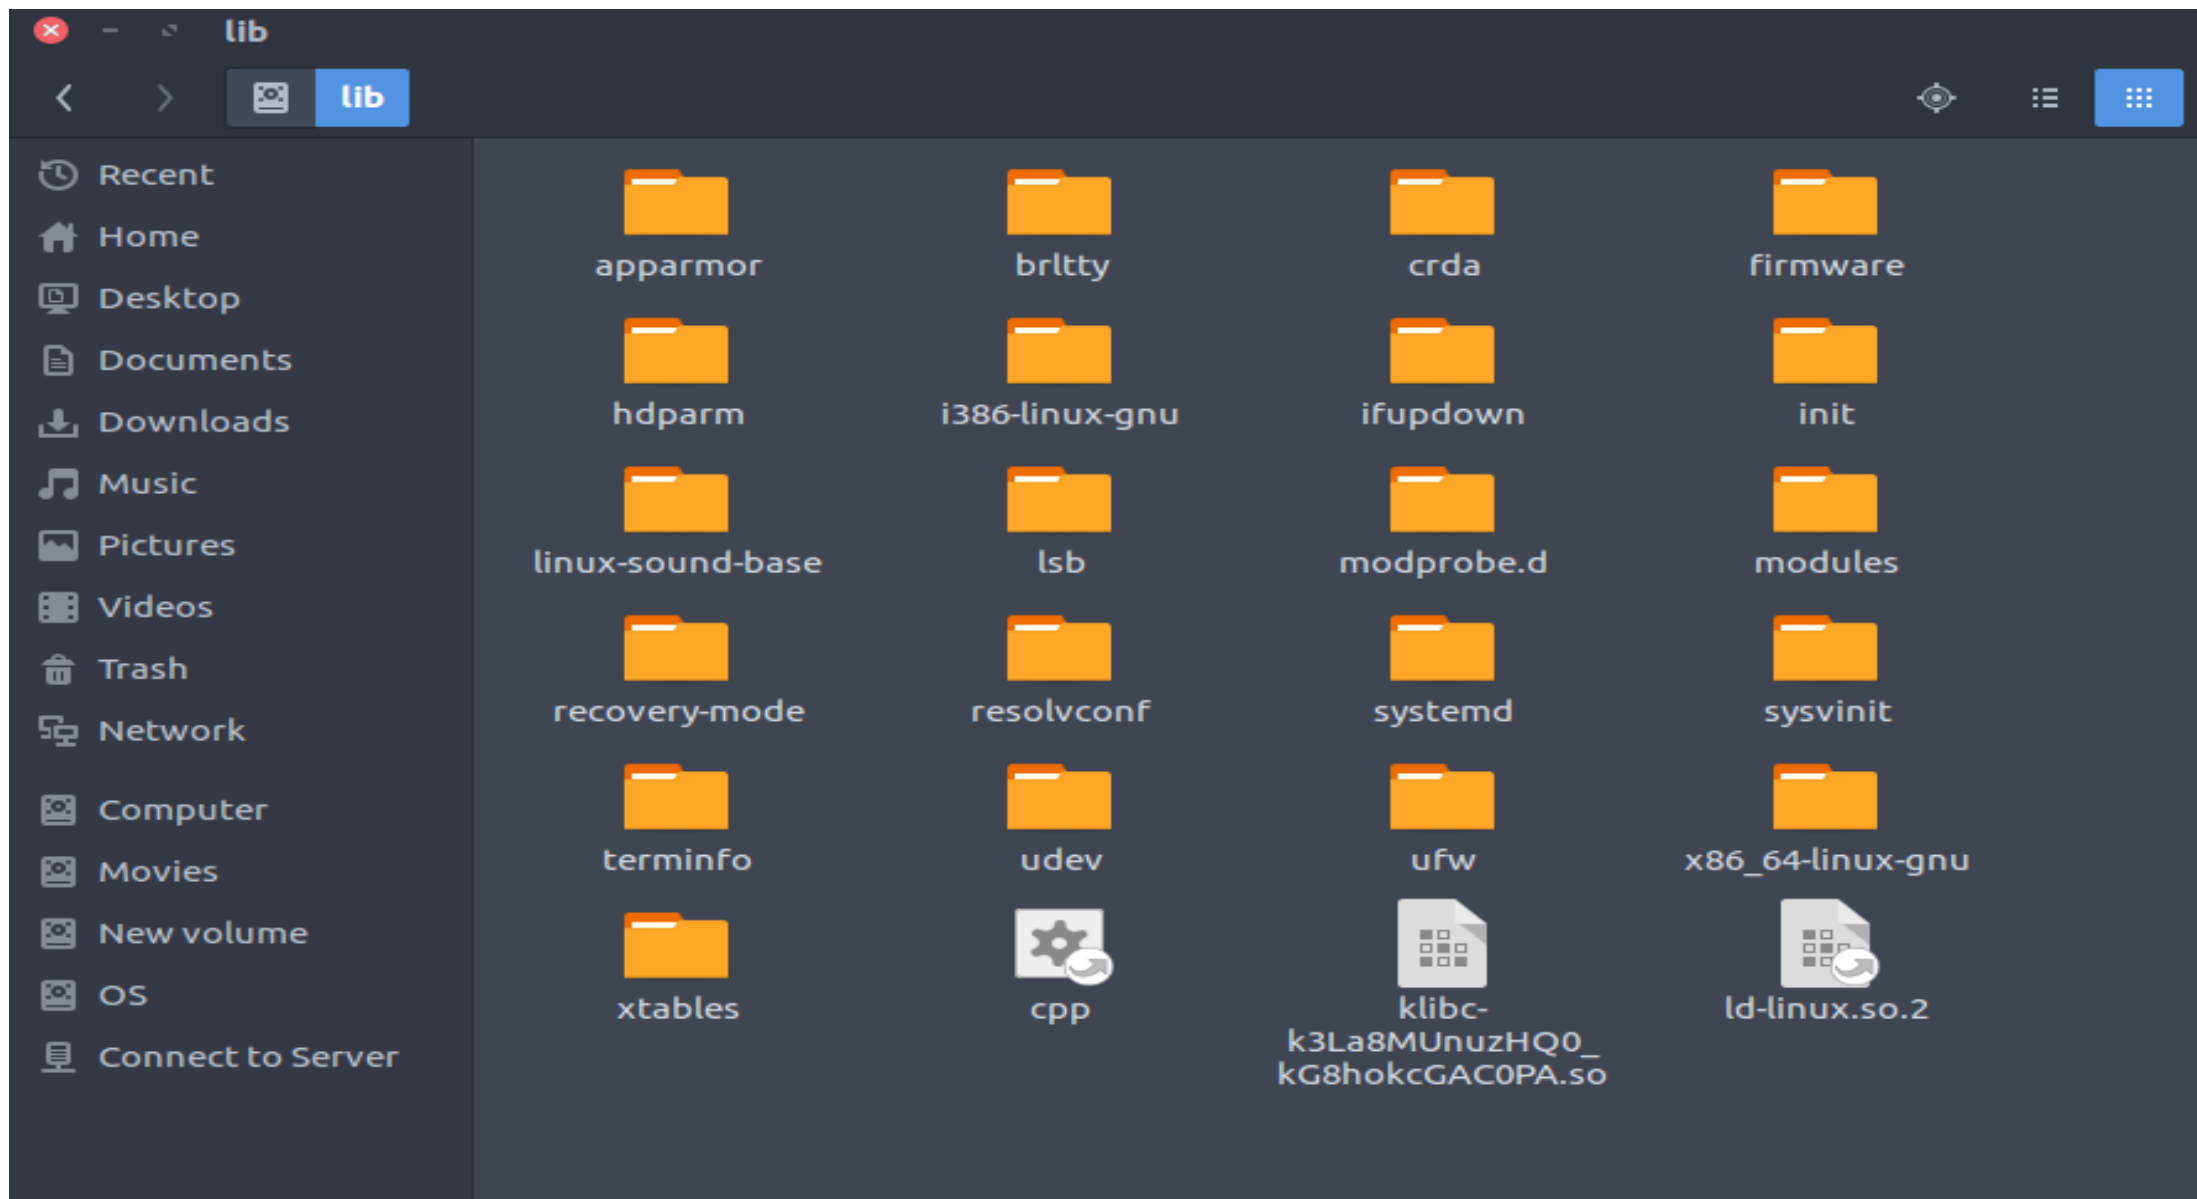 lib
lib
Recent
Home
Desktop
Documents
Downloads
Music
Pictures
Videos
Trash
Network
Computer
Movies
New volume
OS
Connect to Server
apparmor
brltty
crda
firmware
hdparm
i386-linux-gnu
ifupdown
init
linux-sound-base
lsb
modprobe.d
modules
recovery-mode
resolvconf
systemd
sysvinit
terminfo
udev
ufw
x86_64-linux-gnu
xtables
cpp
klibc-
k3La8MUnuzHQ0_
kG8hokcGAC0PA.so
ld-linux.so.2